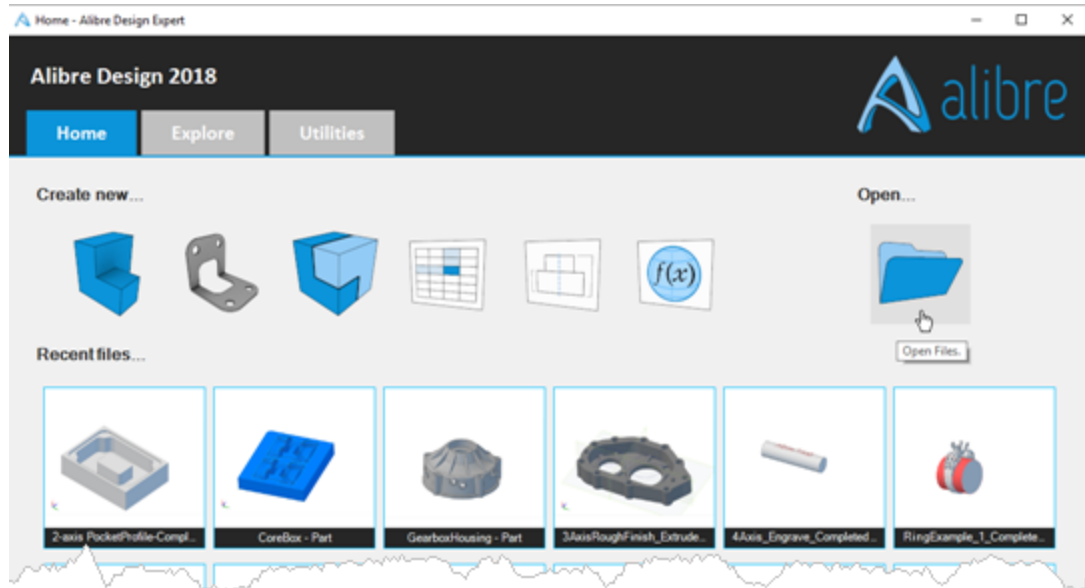 Home - Alibre Design Expert
Alibre Design 2018
alibre
Home Explore Utilities
Create new...
Open...
f(x)
Open Files.
Recent files...
2-axis PocketProfile-Compl...
CoreBox - Part
GearboxHousing - Part
3AxisRoughFinish_Extrude...
4Axis_Engrave_Completed...
RingExample_1_Complete...